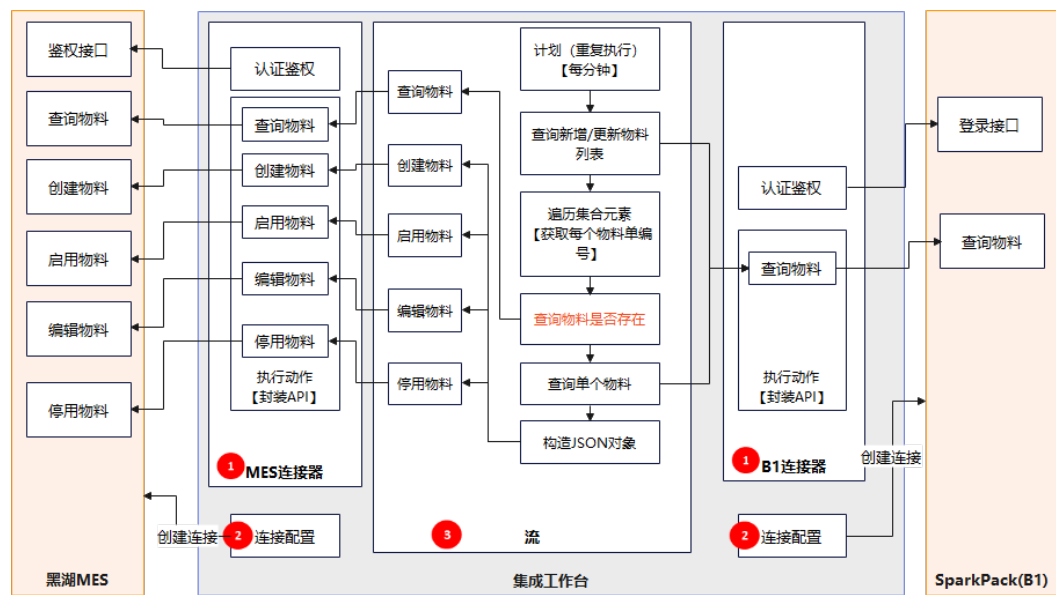 鉴权接口
查询物料
创建物料
启用物料
编辑物料
停用物料
黑湖MES
认证鉴权
查询物料
创建物料
启用物料
编辑物料
停用物料
执行动作
【封装API】
1
MES连接器
创建连接
2
连接配置
查询物料
创建物料
启用物料
编辑物料
停用物料
计划（重复执行）
【每分钟】
查询新增/更新物料
列表
遍历集合元素
【获取每个物料单编
号】
查询物料是否存在
查询单个物料
构造JSON对象
3
流
集成工作台
认证鉴权
查询物料
执行动作
【封装API】
1
B1连接器
创建连接
2
连接配置
登录接口
查询物料
SparkPack(B1)